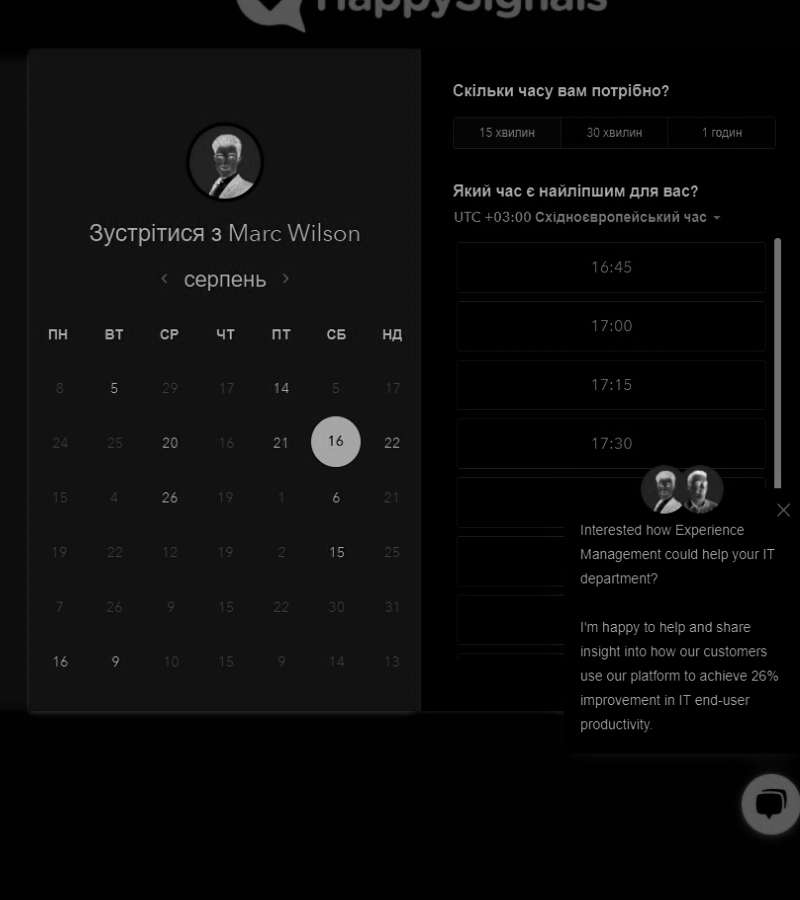 HappySignals
Зустрітися з Marc Wilson
серпень
ПН ВТ СР ЧТ ПТ СБ НД
8 5 29 17 14 5 17
24 25 20 16 21 16 22
15 4 26 19 1 6 21
19 22 12 19 2 15 25
7 26 9 15 22 30 31
16 9 10 15 9 14 13
Скільки часу вам потрібно?
15 хвилин 30 хвилин 1 годин
Який час є найліпшим для вас?
UTC +03:00 Східноєвропейський час
16:45
17:00
17:15
17:30
Interested how Experience
Management could help your IT
department?
I'm happy to help and share
insight into how our customers
use our platform to achieve 26%
improvement in IT end-user
productivity.